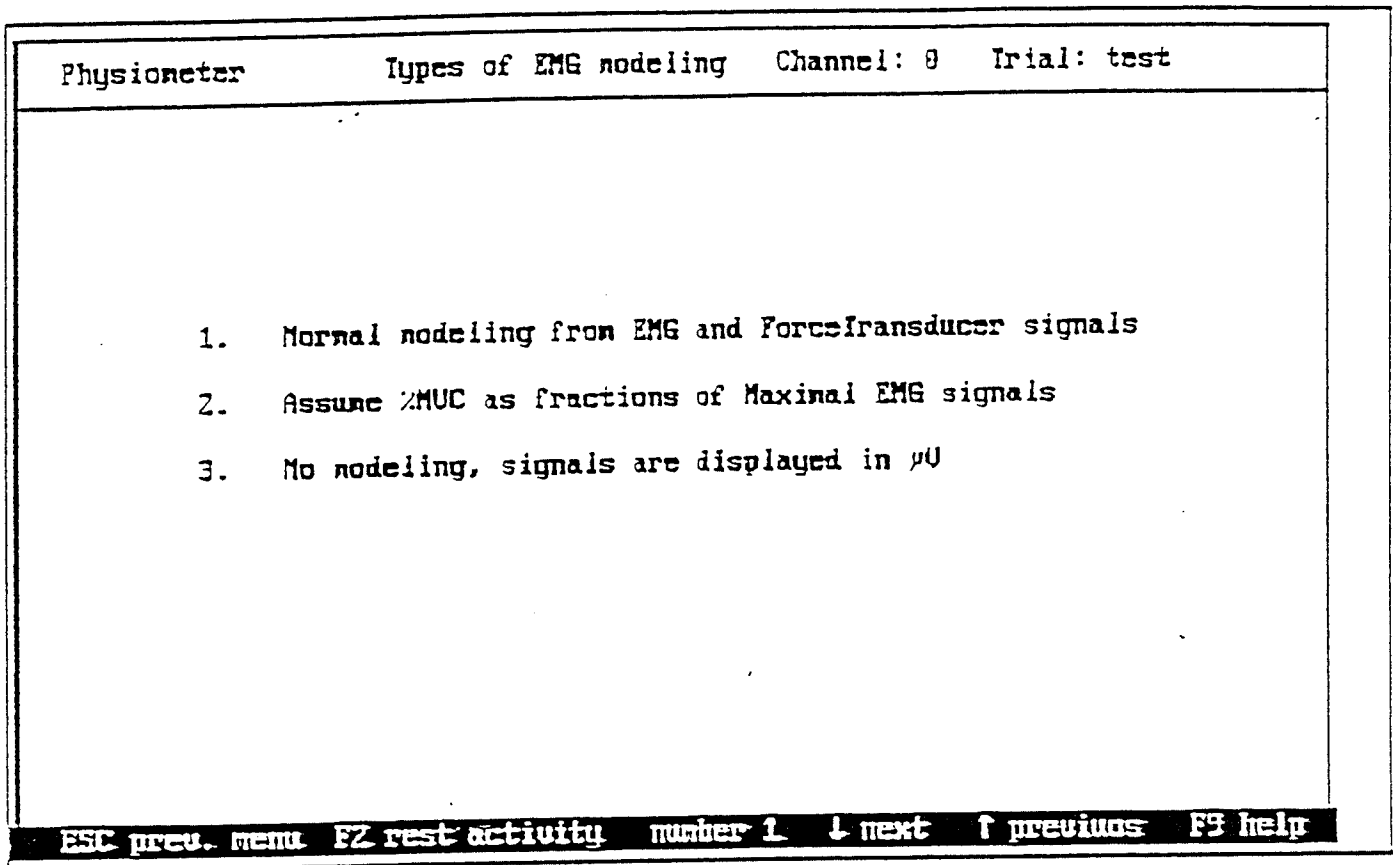 Physiometer Types of EMG modeling Channel: 0 Trial: test
1. Normal modeling from EMG and ForceTransducer signals
2. Assume %MVC as fractions of Maximal EMG signals
3. No modeling, signals are displayed in µV
ESC prev. menu F2 rest activity number 1 ↓ next ↑ previuos F9 help